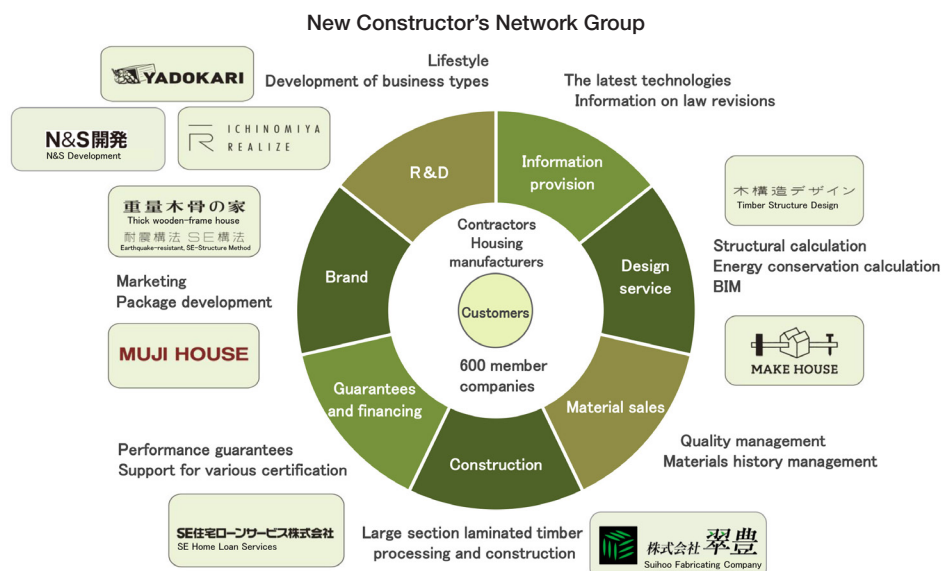 New Constructor's Network Group
YADOKARI
Lifestyle
Development of business types
The latest technologies
Information on law revisions
N&S開発
N&S Development
ICHINOMIYA
REALIZE
R&D
Information
provision
重量木骨の家
Thick wooden-frame house
耐震構法 SE構法
Earthquake-resistant, SE-Structure Method
木構造デザイン
Timber Structure Design
Contractors
Housing
manufacturers
Brand
Design
service
Structural calculation
Energy conservation calculation
BIM
Marketing
Package development
Customers
MUJI HOUSE
MAKE HOUSE
600 member
companies
Guarantees
and financing
Material sales
Performance guarantees
Support for various certification
Construction
Quality management
Materials history management
SE住宅ローンサービス株式会社
SE Home Loan Services
Large section laminated timber
processing and construction
株式会社 翠豊
Suihoo Fabricating Company